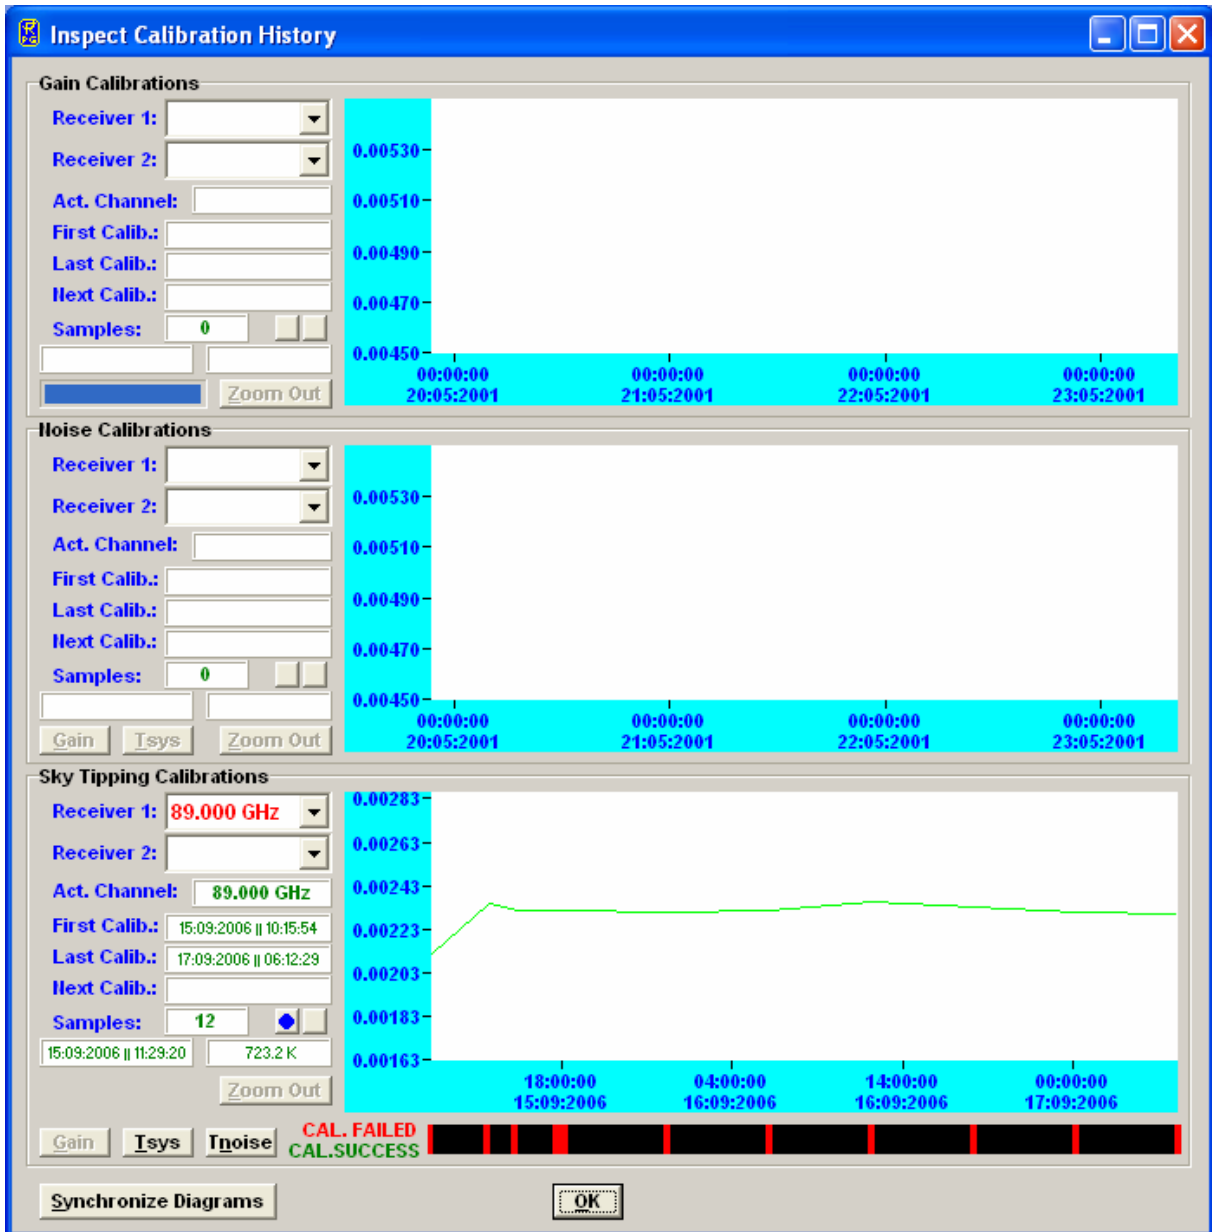 Inspect Calibration History
Gain Calibrations
Receiver 1:
Receiver 2:
Act. Channel:
First Calib.:
Last Calib.:
Next Calib.:
Samples: 0
Zoom Out
0.00530
0.00510
0.00490
0.00470
0.00450
00:00:00 00:00:00 00:00:00 00:00:00
20:05:2001 21:05:2001 22:05:2001 23:05:2001
Noise Calibrations
Receiver 1:
Receiver 2:
Act. Channel:
First Calib.:
Last Calib.:
Next Calib.:
Samples: 0
Gain Tsys Zoom Out
0.00530
0.00510
0.00490
0.00470
0.00450
00:00:00 00:00:00 00:00:00 00:00:00
20:05:2001 21:05:2001 22:05:2001 23:05:2001
Sky Tipping Calibrations
Receiver 1: 89.000 GHz
Receiver 2:
Act. Channel: 89.000 GHz
First Calib.: 15:09:2006 || 10:15:54
Last Calib.: 17:09:2006 || 06:12:29
Next Calib.:
Samples: 12
15:09:2006 || 11:29:20 723.2 K
Zoom Out
0.00283
0.00263
0.00243
0.00223
0.00203
0.00183
0.00163
18:00:00 04:00:00 14:00:00 00:00:00
15:09:2006 16:09:2006 16:09:2006 17:09:2006
Gain Tsys Tnoise
CAL. FAILED
CAL.SUCCESS
Synchronize Diagrams OK